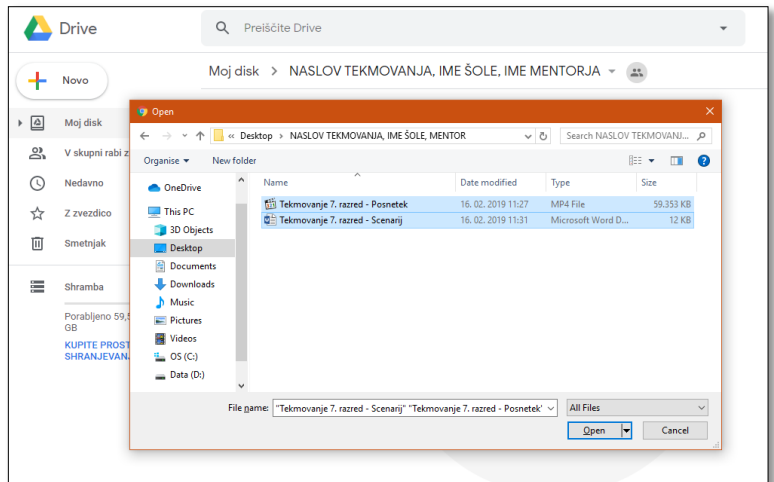 Drive
Preiščite Drive
Novo
Moj disk > NASLOV TEKMOVANJA, IME ŠOLE, IME MENTORJA
Moj disk
V skupni rabi z
Nedavno
Z zvezdico
Smetnjak
Shramba
Porabljeno 59,5
GB
KUPITE PROST
SHRANJEVAN
Open
« Desktop > NASLOV TEKMOVANJA, IME ŠOLE, MENTOR
Search NASLOV TEKMOVANJ...
Organise
New folder
Name Date modified Type Size
OneDrive
This PC
3D Objects
Desktop
Documents
Downloads
Music
Pictures
Videos
OS (C:)
Data (D:)
Tekmovanje 7. razred - Posnetek 16. 02. 2019 11:27 MP4 File 59.353 KB
Tekmovanje 7. razred - Scenarij 16. 02. 2019 11:31 Microsoft Word D... 12 KB
File name: "Tekmovanje 7. razred - Scenarij" "Tekmovanje 7. razred - Posnetek'
All Files
Open
Cancel